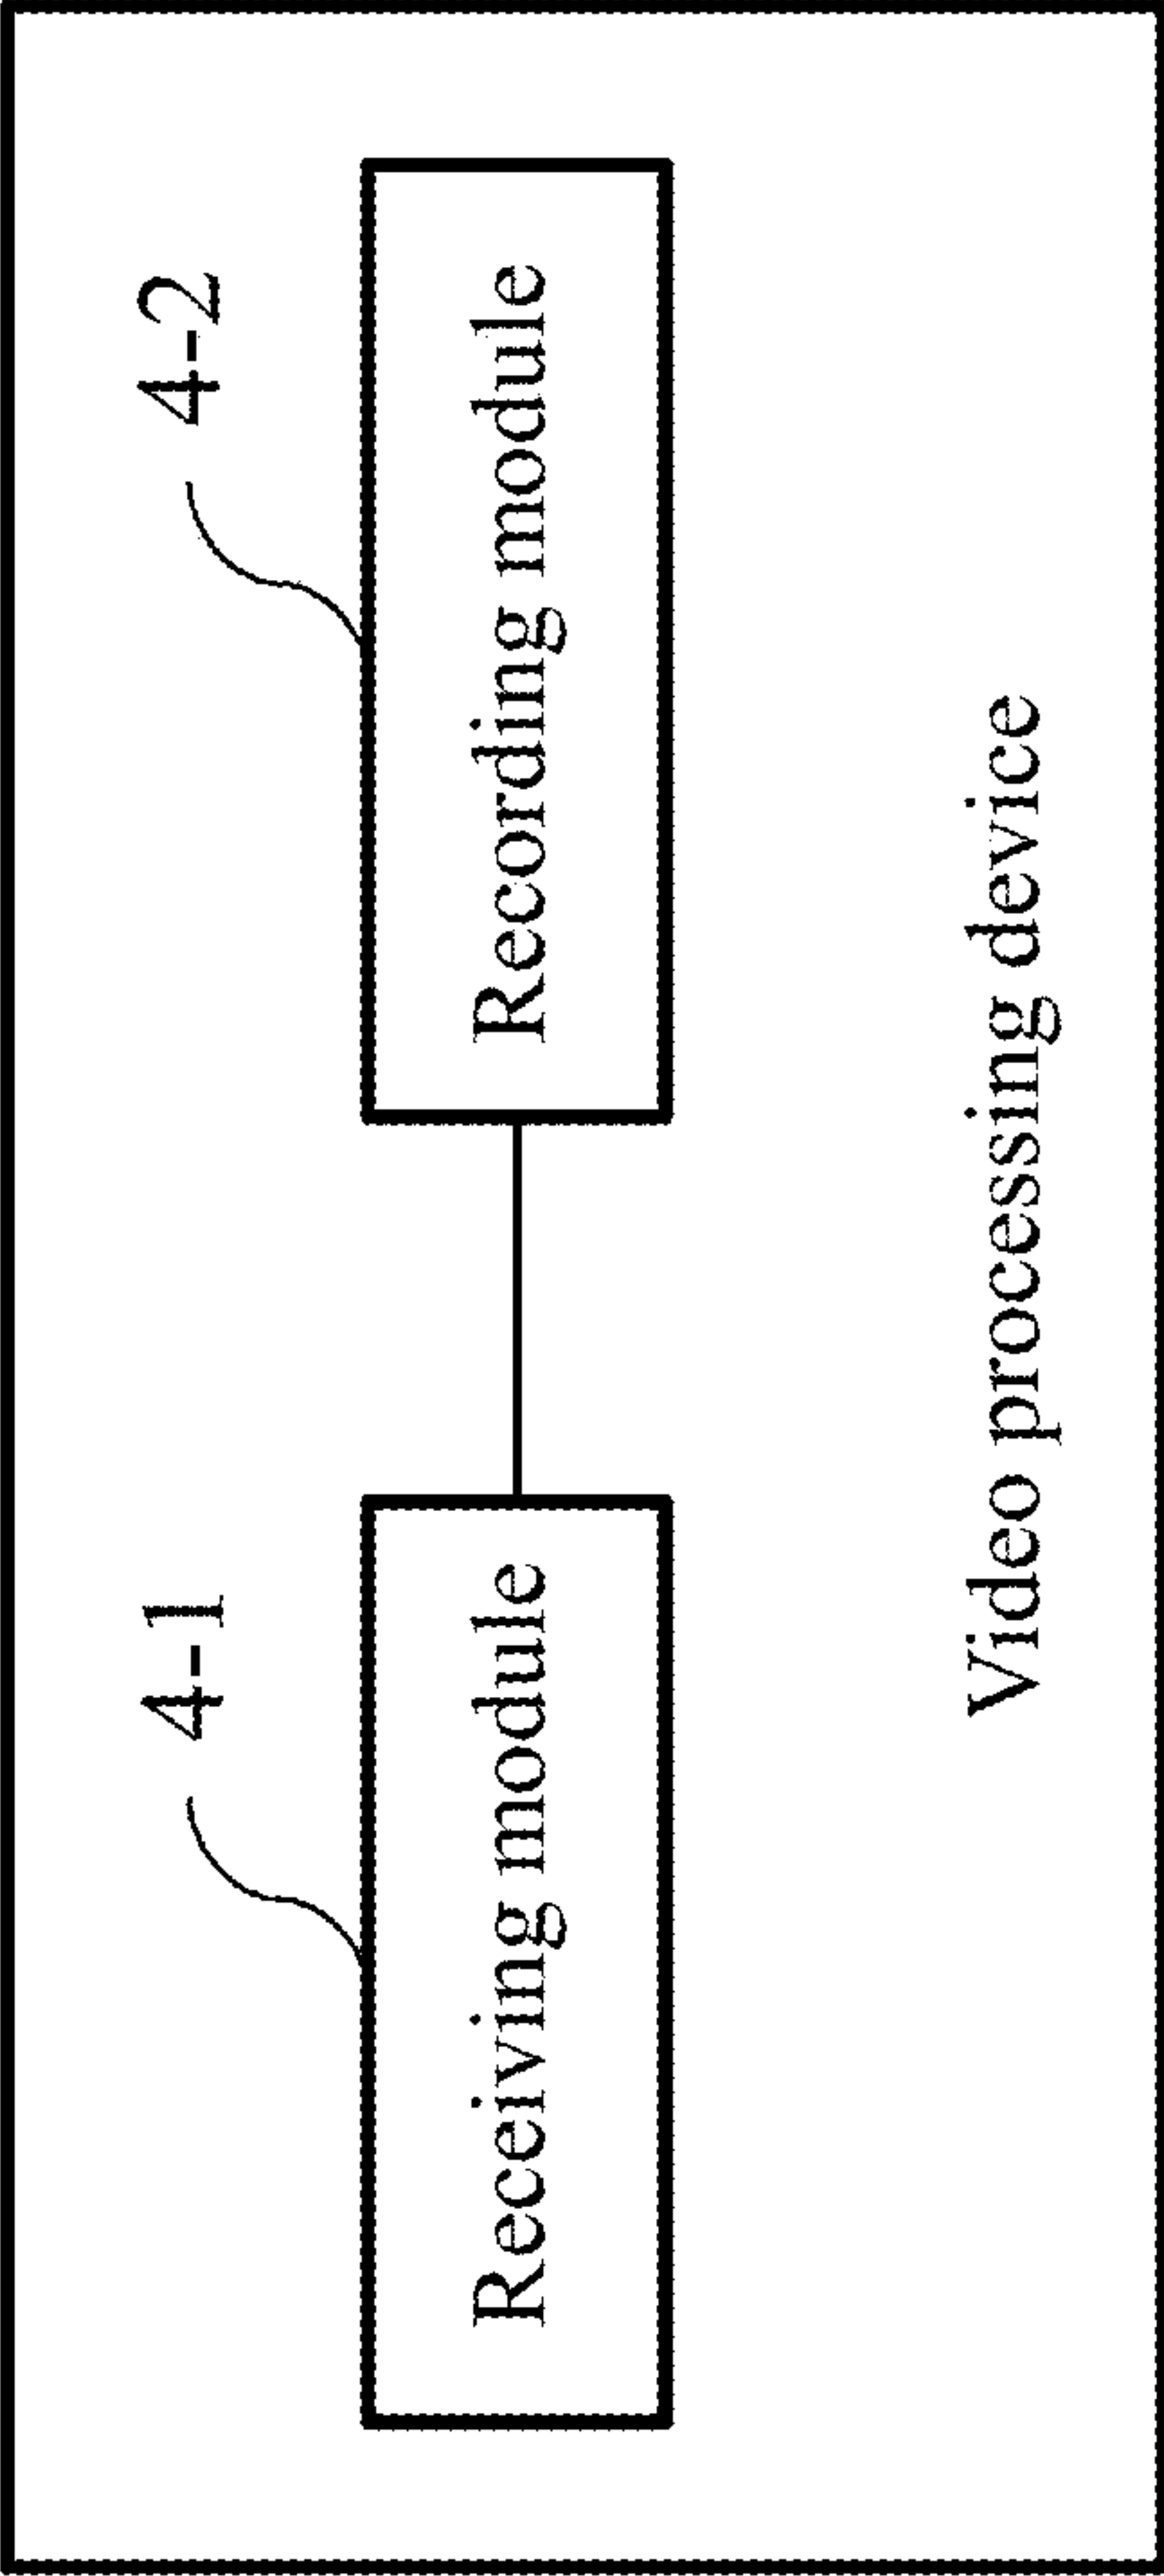 4-1
4-2
Receiving module
Recording module
Video processing device